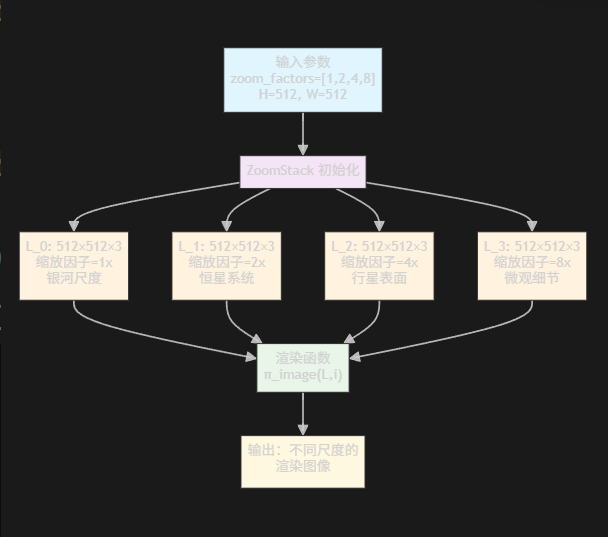 输入参数
zoom_factors=[1,2,4,8]
H=512, W=512
ZoomStack 初始化
L_0: 512×512×3
缩放因子=1x
银河尺度
L_1: 512×512×3
缩放因子=2x
恒星系统
L_2: 512×512×3
缩放因子=4x
行星表面
L_3: 512×512×3
缩放因子=8x
微观细节
渲染函数
π_image(L,i)
输出：不同尺度的
渲染图像